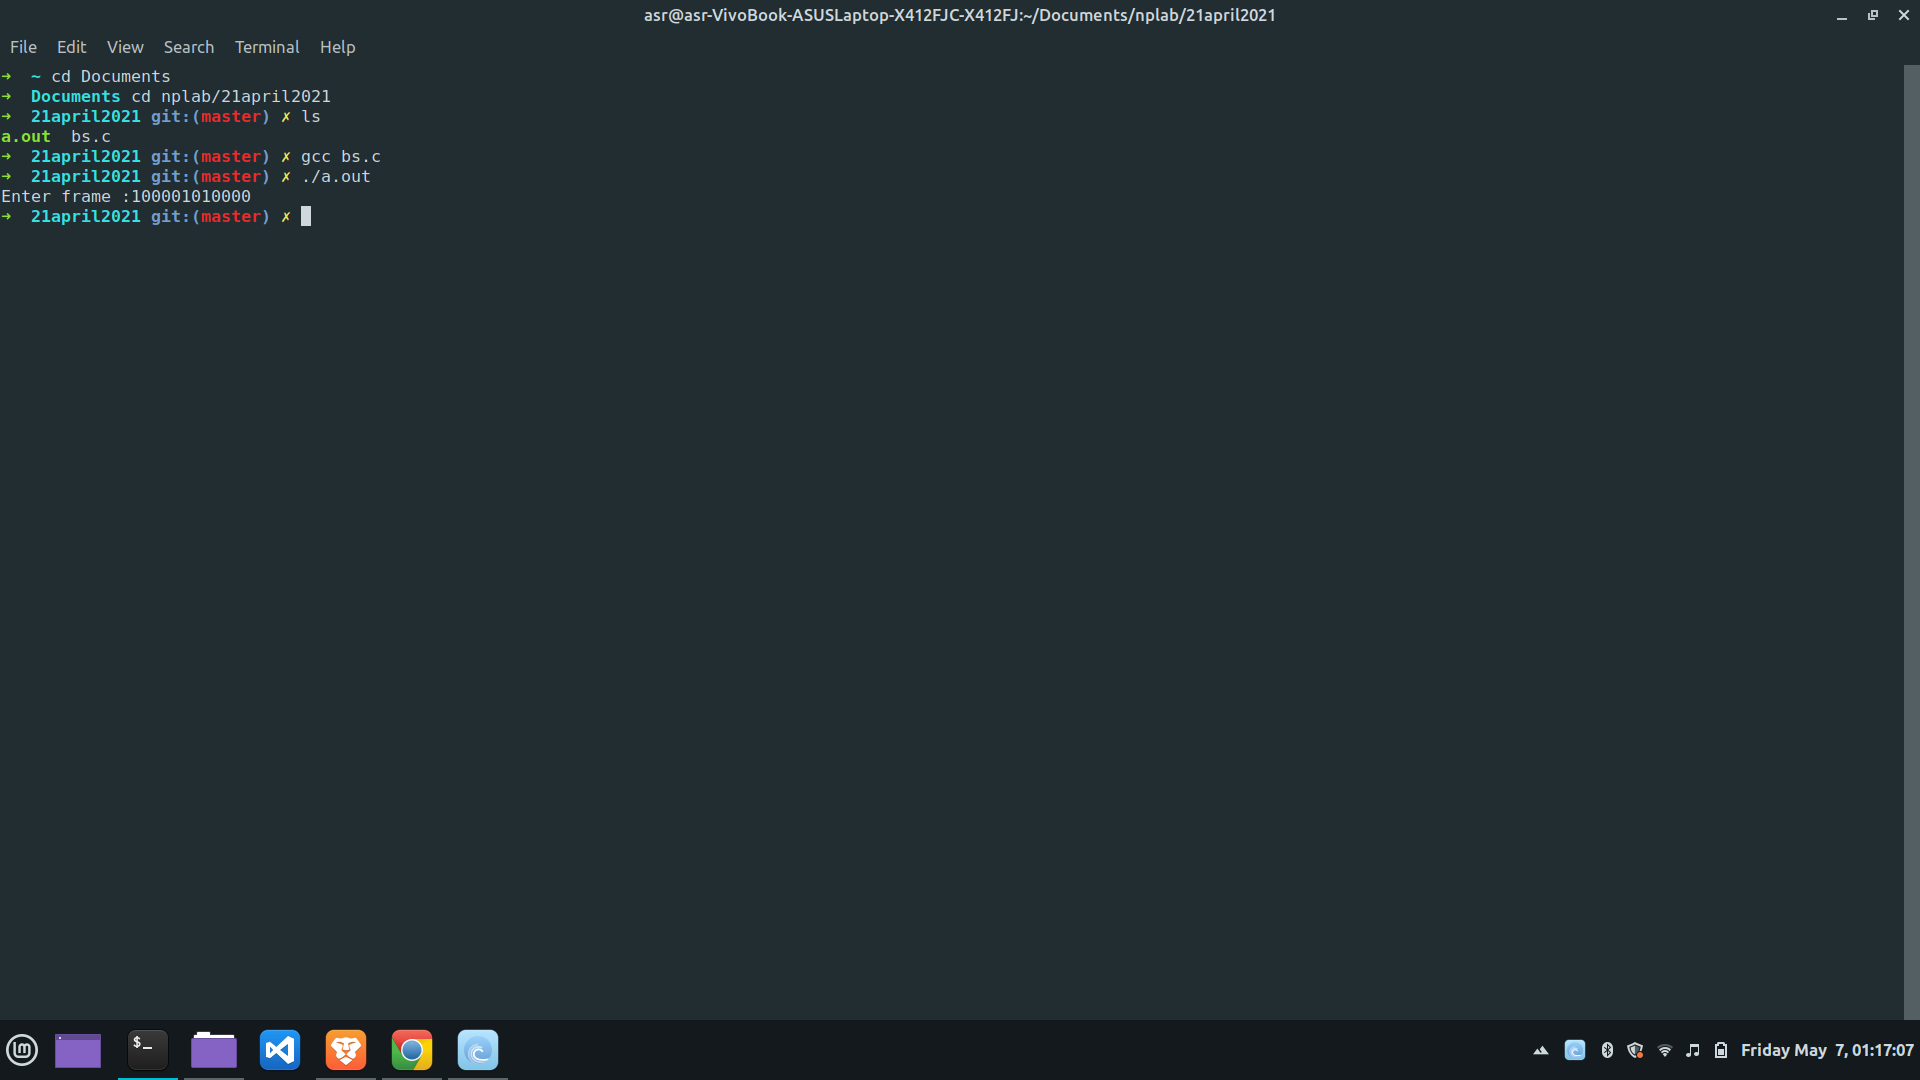 asr@asr-VivoBook-ASUSLaptop-X412FJC-X412FJ:~/Documents/nplab/21april2021
File Edit View Search Terminal Help
➜  ~ cd Documents
➜  Documents cd nplab/21april2021
➜  21april2021 git:(master) ✗ ls
a.out  bs.c
➜  21april2021 git:(master) ✗ gcc bs.c
➜  21april2021 git:(master) ✗ ./a.out
Enter frame :100001010000
➜  21april2021 git:(master) ✗
$_
Friday May  7, 01:17:07